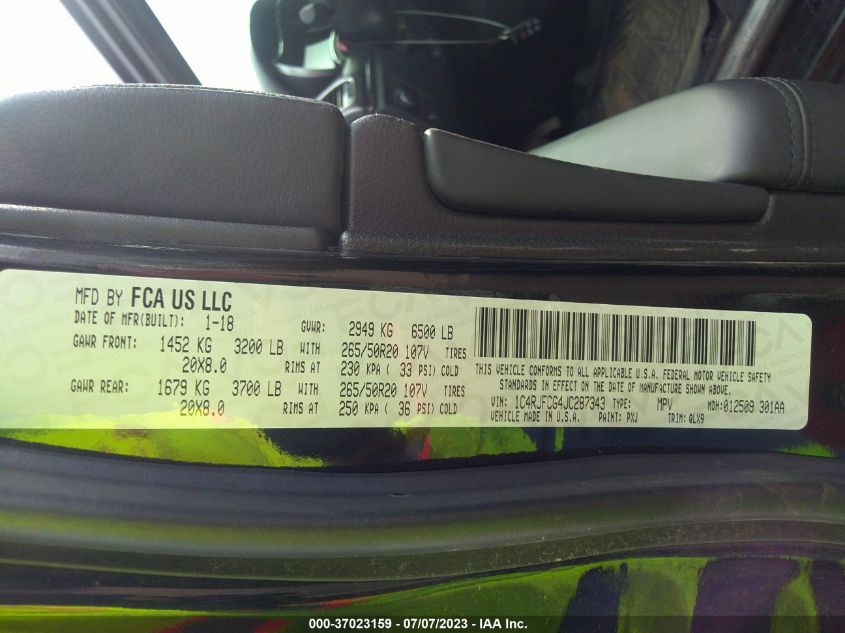 MFD BY FCA US LLC
DATE OF MFR(BUILT): 1-18 GVWR: 2949 KG 6500 LB
GAWR FRONT: 1452 KG 3200 LB WITH 265/50R20 107V TIRES
20X8.0 RIMS AT 230 KPA ( 33 PSI) COLD
GAWR REAR: 1679 KG 3700 LB WITH 265/50R20 107V TIRES
20X8.0 RIMS AT 250 KPA ( 36 PSI) COLD
THIS VEHICLE CONFORMS TO ALL APPLICABLE U.S.A. FEDERAL MOTOR VEHICLE SAFETY
STANDARDS IN EFFECT ON THE DATE OF MANUFACTURE SHOWN ABOVE.
VIN: 1C4RJFCG4JC287343 TYPE: MPV MDH: 012509 301AA
VEHICLE MADE IN U.S.A. PAINT: PXJ TRIM: QLX9
000-37023159 - 07/07/2023 - IAA Inc.